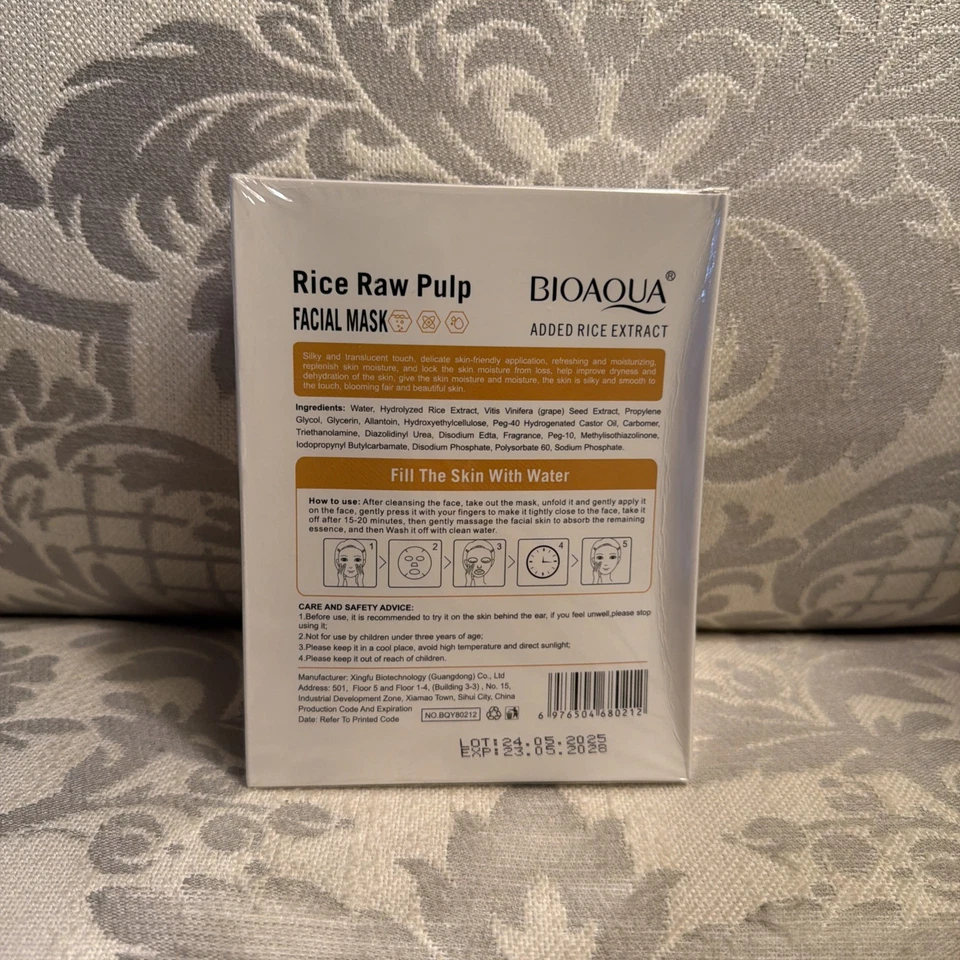 Rice Raw Pulp
FACIAL MASK
BIOAQUA®
ADDED RICE EXTRACT
Silky and translucent touch, delicate skin-friendly application, refreshing and moisturizing,
replenish skin moisture, and lock the skin moisture from loss, help improve dryness and
dehydration of the skin, give the skin moisture and moisture, the skin is silky and smooth to
the touch, blooming fair and beautiful skin.
Ingredients: Water, Hydrolyzed Rice Extract, Vitis Vinifera (grape) Seed Extract, Propylene
Glycol, Glycerin, Allantoin, Hydroxyethylcellulose, Peg-40 Hydrogenated Castor Oil, Carbomer,
Triethanolamine, Diazolidinyl Urea, Disodium Edta, Fragrance, Peg-10, Methylisothiazolinone,
Iodopropynyl Butylcarbamate, Disodium Phosphate, Polysorbate 60, Sodium Phosphate.
Fill The Skin With Water
How to use: After cleansing the face, take out the mask, unfold it and gently apply it
on the face, gently press it with your fingers to make it tightly close to the face, take it
off after 15-20 minutes, then gently massage the facial skin to absorb the remaining
essence, and then Wash it off with clean water.
1 2 3 4 5
CARE AND SAFETY ADVICE:
1.Before use, it is recommended to try it on the skin behind the ear, if you feel unwell,please stop
using it;
2.Not for use by children under three years of age;
3.Please keep it in a cool place, avoid high temperature and direct sunlight;
4.Please keep it out of reach of children.
Manufacturer: Xingfu Biotechnology (Guangdong) Co., Ltd
Address: 501, Floor 5 and Floor 1-4, (Building 3-3) , No. 15,
Industrial Development Zone, Xiamao Town, Sihui City, China
Production Code And Expiration
Date: Refer To Printed Code
NO.BQY80212
6 976504 680212
LOT:24.05.2025
EXP:23.05.2028